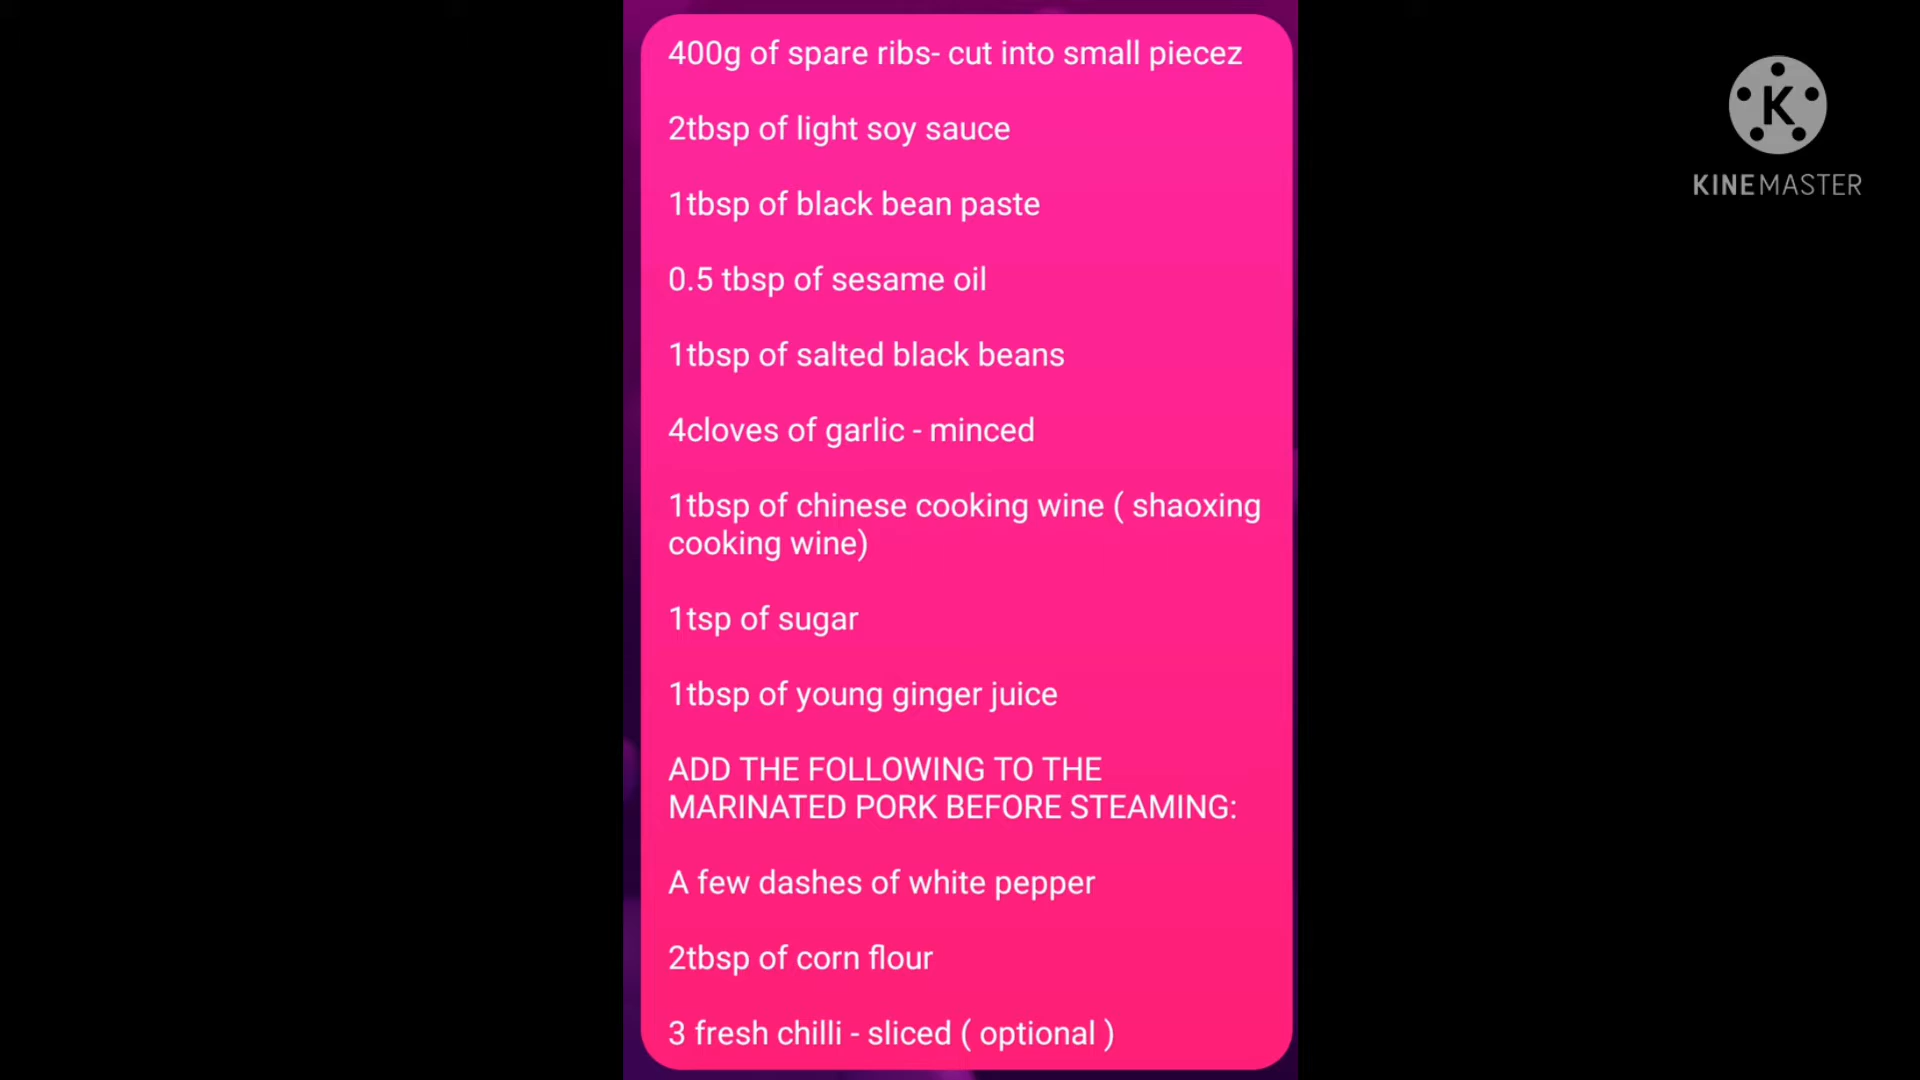 400g of spare ribs- cut into small piecez
2tbsp of light soy sauce
1tbsp of black bean paste
0.5 tbsp of sesame oil
1tbsp of salted black beans
4cloves of garlic - minced
1tbsp of chinese cooking wine ( shaoxing
cooking wine)
1tsp of sugar
1tbsp of young ginger juice
ADD THE FOLLOWING TO THE
MARINATED PORK BEFORE STEAMING:
A few dashes of white pepper
2tbsp of corn flour
3 fresh chilli - sliced ( optional )
K
KINEMASTER